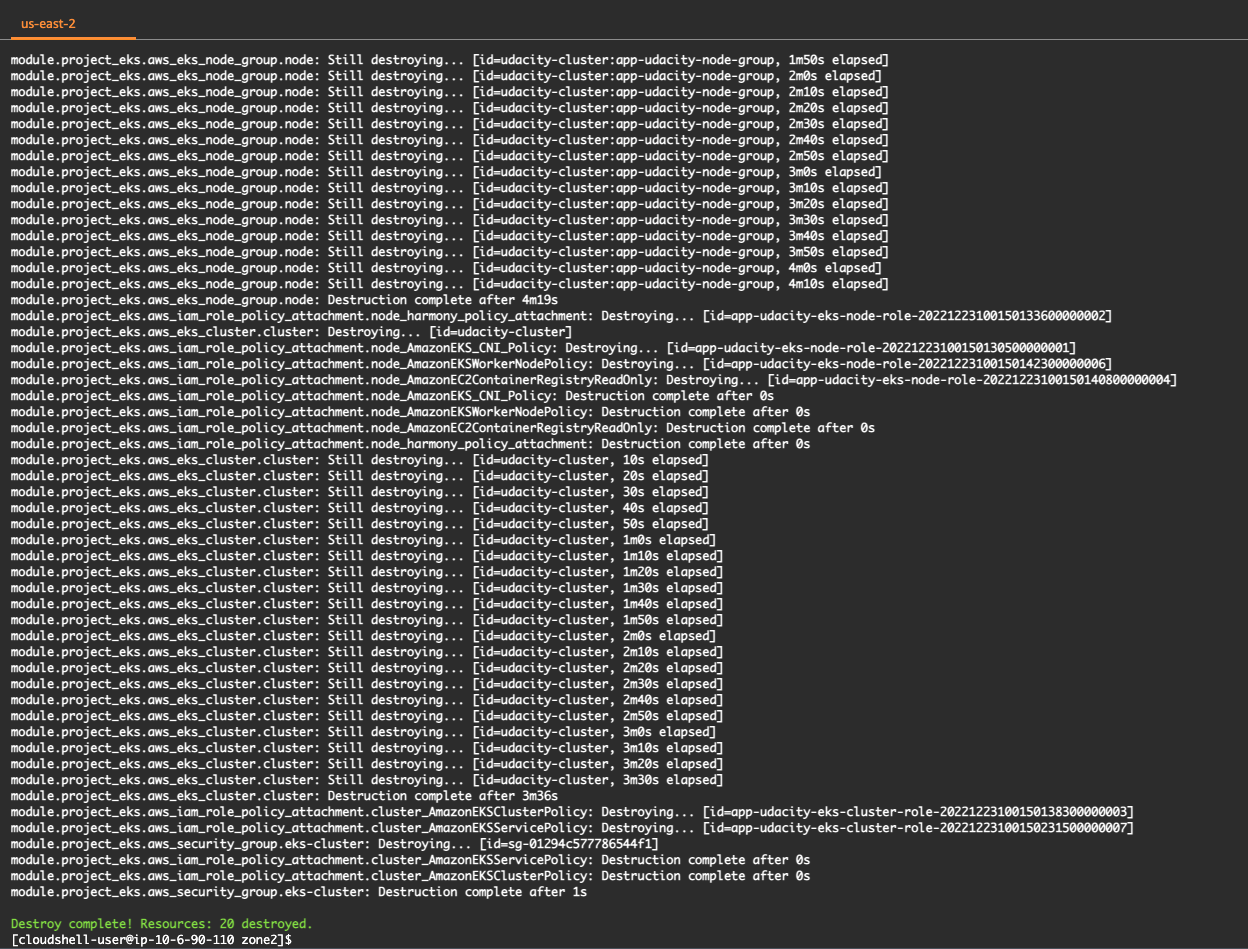 us-east-2
module.project_eks.aws_eks_node_group.node: Still destroying... [id=udacity-cluster:app-udacity-node-group, 1m50s elapsed]
module.project_eks.aws_eks_node_group.node: Still destroying... [id=udacity-cluster:app-udacity-node-group, 2m0s elapsed]
module.project_eks.aws_eks_node_group.node: Still destroying... [id=udacity-cluster:app-udacity-node-group, 2m10s elapsed]
module.project_eks.aws_eks_node_group.node: Still destroying... [id=udacity-cluster:app-udacity-node-group, 2m20s elapsed]
module.project_eks.aws_eks_node_group.node: Still destroying... [id=udacity-cluster:app-udacity-node-group, 2m30s elapsed]
module.project_eks.aws_eks_node_group.node: Still destroying... [id=udacity-cluster:app-udacity-node-group, 2m40s elapsed]
module.project_eks.aws_eks_node_group.node: Still destroying... [id=udacity-cluster:app-udacity-node-group, 2m50s elapsed]
module.project_eks.aws_eks_node_group.node: Still destroying... [id=udacity-cluster:app-udacity-node-group, 3m0s elapsed]
module.project_eks.aws_eks_node_group.node: Still destroying... [id=udacity-cluster:app-udacity-node-group, 3m10s elapsed]
module.project_eks.aws_eks_node_group.node: Still destroying... [id=udacity-cluster:app-udacity-node-group, 3m20s elapsed]
module.project_eks.aws_eks_node_group.node: Still destroying... [id=udacity-cluster:app-udacity-node-group, 3m30s elapsed]
module.project_eks.aws_eks_node_group.node: Still destroying... [id=udacity-cluster:app-udacity-node-group, 3m40s elapsed]
module.project_eks.aws_eks_node_group.node: Still destroying... [id=udacity-cluster:app-udacity-node-group, 3m50s elapsed]
module.project_eks.aws_eks_node_group.node: Still destroying... [id=udacity-cluster:app-udacity-node-group, 4m0s elapsed]
module.project_eks.aws_eks_node_group.node: Still destroying... [id=udacity-cluster:app-udacity-node-group, 4m10s elapsed]
module.project_eks.aws_eks_node_group.node: Destruction complete after 4m19s
module.project_eks.aws_iam_role_policy_attachment.node_harmony_policy_attachment: Destroying... [id=app-udacity-eks-node-role-20221223100150133600000002]
module.project_eks.aws_eks_cluster.cluster: Destroying... [id=udacity-cluster]
module.project_eks.aws_iam_role_policy_attachment.node_AmazonEKS_CNI_Policy: Destroying... [id=app-udacity-eks-node-role-20221223100150130500000001]
module.project_eks.aws_iam_role_policy_attachment.node_AmazonEKSWorkerNodePolicy: Destroying... [id=app-udacity-eks-node-role-20221223100150142300000006]
module.project_eks.aws_iam_role_policy_attachment.node_AmazonEC2ContainerRegistryReadOnly: Destroying... [id=app-udacity-eks-node-role-20221223100150140800000004]
module.project_eks.aws_iam_role_policy_attachment.node_AmazonEKS_CNI_Policy: Destruction complete after 0s
module.project_eks.aws_iam_role_policy_attachment.node_AmazonEKSWorkerNodePolicy: Destruction complete after 0s
module.project_eks.aws_iam_role_policy_attachment.node_AmazonEC2ContainerRegistryReadOnly: Destruction complete after 0s
module.project_eks.aws_iam_role_policy_attachment.node_harmony_policy_attachment: Destruction complete after 0s
module.project_eks.aws_eks_cluster.cluster: Still destroying... [id=udacity-cluster, 10s elapsed]
module.project_eks.aws_eks_cluster.cluster: Still destroying... [id=udacity-cluster, 20s elapsed]
module.project_eks.aws_eks_cluster.cluster: Still destroying... [id=udacity-cluster, 30s elapsed]
module.project_eks.aws_eks_cluster.cluster: Still destroying... [id=udacity-cluster, 40s elapsed]
module.project_eks.aws_eks_cluster.cluster: Still destroying... [id=udacity-cluster, 50s elapsed]
module.project_eks.aws_eks_cluster.cluster: Still destroying... [id=udacity-cluster, 1m0s elapsed]
module.project_eks.aws_eks_cluster.cluster: Still destroying... [id=udacity-cluster, 1m10s elapsed]
module.project_eks.aws_eks_cluster.cluster: Still destroying... [id=udacity-cluster, 1m20s elapsed]
module.project_eks.aws_eks_cluster.cluster: Still destroying... [id=udacity-cluster, 1m30s elapsed]
module.project_eks.aws_eks_cluster.cluster: Still destroying... [id=udacity-cluster, 1m40s elapsed]
module.project_eks.aws_eks_cluster.cluster: Still destroying... [id=udacity-cluster, 1m50s elapsed]
module.project_eks.aws_eks_cluster.cluster: Still destroying... [id=udacity-cluster, 2m0s elapsed]
module.project_eks.aws_eks_cluster.cluster: Still destroying... [id=udacity-cluster, 2m10s elapsed]
module.project_eks.aws_eks_cluster.cluster: Still destroying... [id=udacity-cluster, 2m20s elapsed]
module.project_eks.aws_eks_cluster.cluster: Still destroying... [id=udacity-cluster, 2m30s elapsed]
module.project_eks.aws_eks_cluster.cluster: Still destroying... [id=udacity-cluster, 2m40s elapsed]
module.project_eks.aws_eks_cluster.cluster: Still destroying... [id=udacity-cluster, 2m50s elapsed]
module.project_eks.aws_eks_cluster.cluster: Still destroying... [id=udacity-cluster, 3m0s elapsed]
module.project_eks.aws_eks_cluster.cluster: Still destroying... [id=udacity-cluster, 3m10s elapsed]
module.project_eks.aws_eks_cluster.cluster: Still destroying... [id=udacity-cluster, 3m20s elapsed]
module.project_eks.aws_eks_cluster.cluster: Still destroying... [id=udacity-cluster, 3m30s elapsed]
module.project_eks.aws_eks_cluster.cluster: Destruction complete after 3m36s
module.project_eks.aws_iam_role_policy_attachment.cluster_AmazonEKSClusterPolicy: Destroying... [id=app-udacity-eks-cluster-role-20221223100150138300000003]
module.project_eks.aws_iam_role_policy_attachment.cluster_AmazonEKSServicePolicy: Destroying... [id=app-udacity-eks-cluster-role-20221223100150231500000007]
module.project_eks.aws_security_group.eks-cluster: Destroying... [id=sg-01294c577786544f1]
module.project_eks.aws_iam_role_policy_attachment.cluster_AmazonEKSServicePolicy: Destruction complete after 0s
module.project_eks.aws_iam_role_policy_attachment.cluster_AmazonEKSClusterPolicy: Destruction complete after 0s
module.project_eks.aws_security_group.eks-cluster: Destruction complete after 1s
Destroy complete! Resources: 20 destroyed.
[cloudshell-user@ip-10-6-90-110 zone2]$